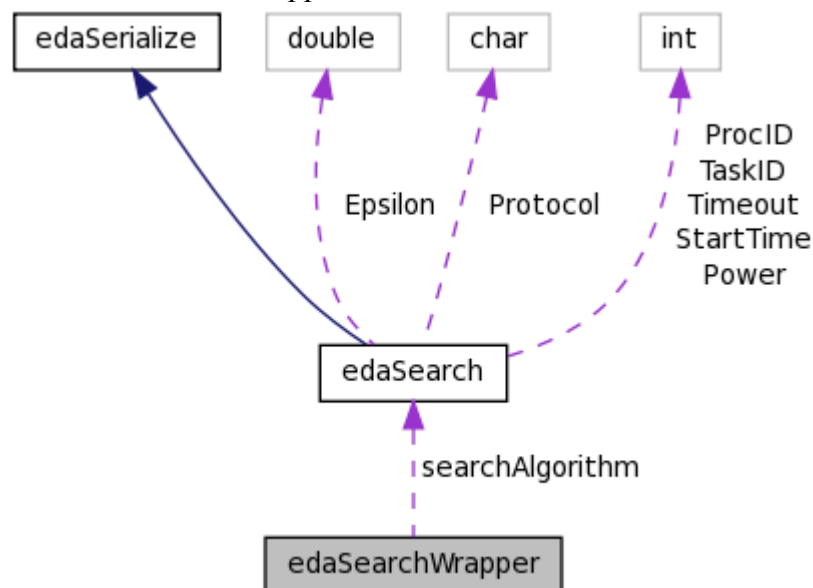 edaSerialize
double
char
int
ProcID
TaskID
Epsilon
Protocol
Timeout
StartTime
Power
edaSearch
searchAlgorithm
edaSearchWrapper